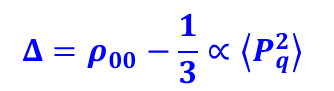 Δ = ρ₀₀ − 1/3 ∝ ⟨P_q²⟩